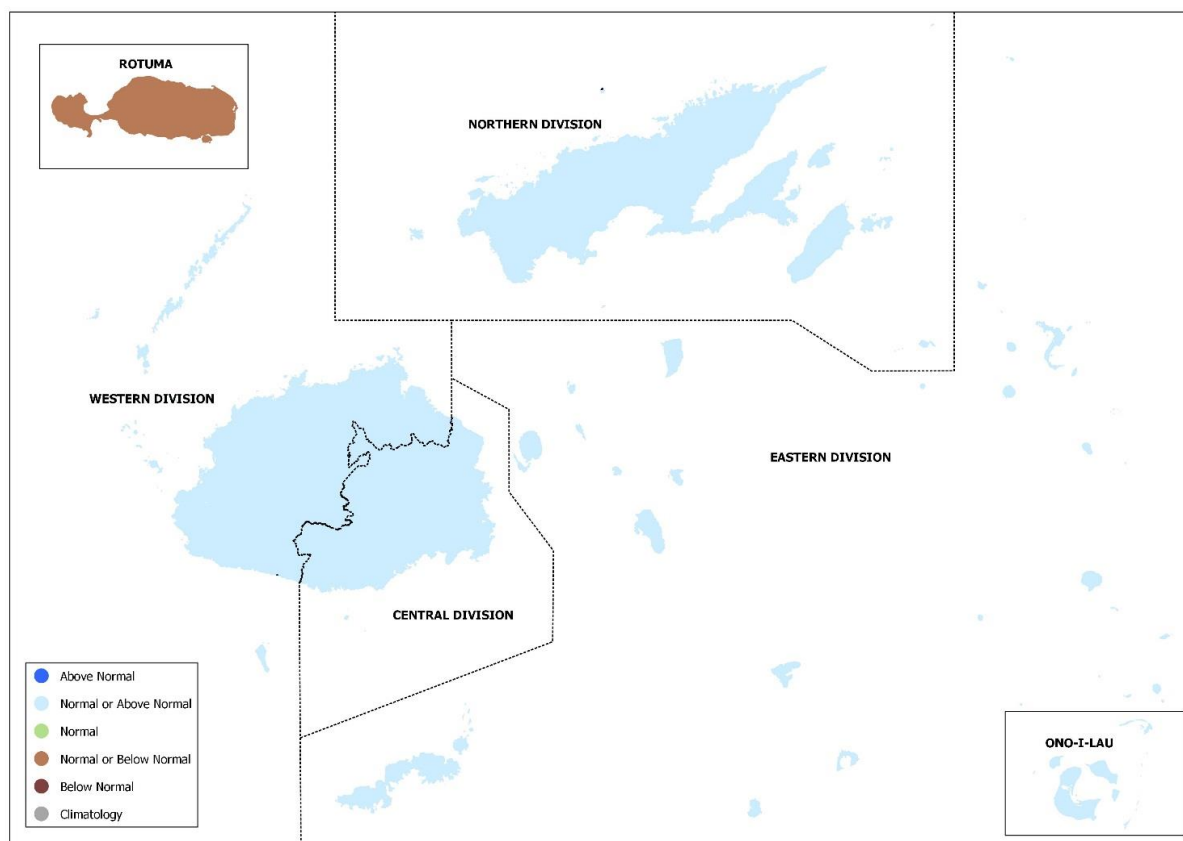 ROTUMA
NORTHERN DIVISION
WESTERN DIVISION
EASTERN DIVISION
CENTRAL DIVISION
Above Normal
Normal or Above Normal
Normal
Normal or Below Normal
Below Normal
Climatology
ONO-I-LAU